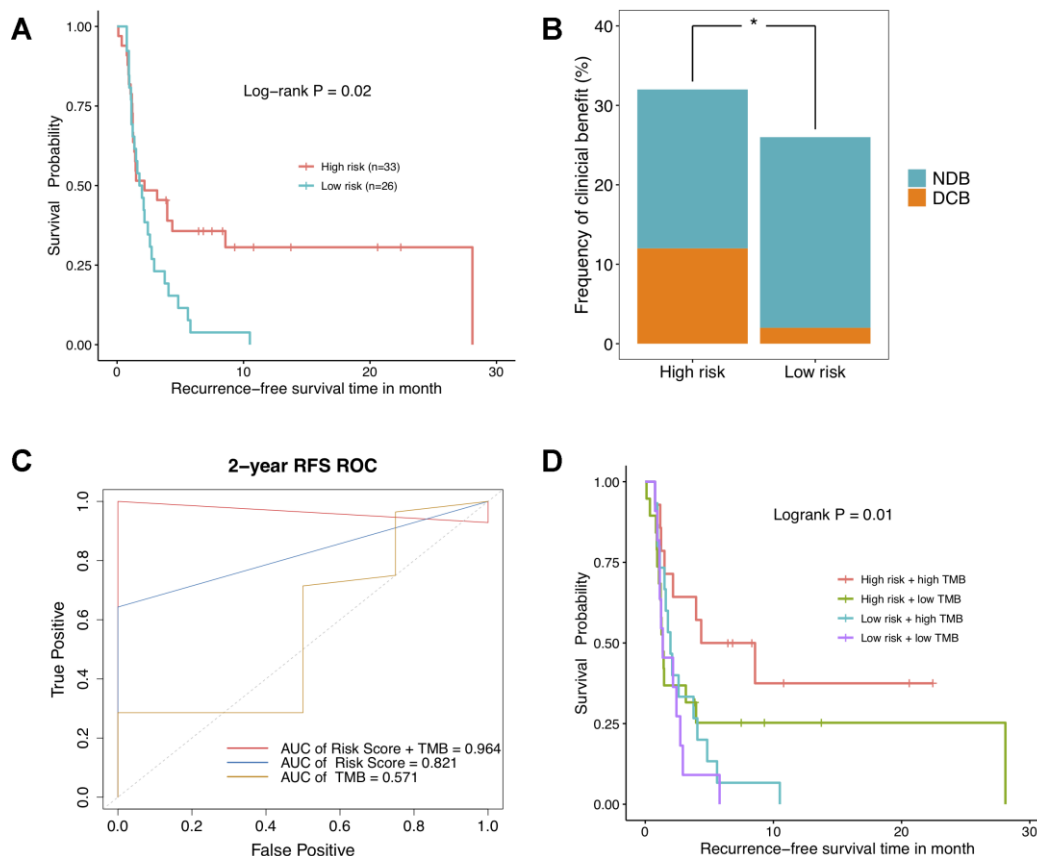 A
1.00
0.75
0.50
0.25
0.00
Survival Probability
Log-rank P = 0.02
High risk (n=33)
Low risk (n=26)
0
10
20
30
Recurrence-free survival time in month
B
40
30
20
10
0
Frequency of clinicial benefit (%)
*
High risk
Low risk
NDB
DCB
C
2-year RFS ROC
1.0
0.8
0.6
0.4
0.2
0.0
True Positive
AUC of Risk Score + TMB = 0.964
AUC of Risk Score = 0.821
AUC of TMB = 0.571
0.0
0.2
0.4
0.6
0.8
1.0
False Positive
D
1.00
0.75
0.50
0.25
0.00
Survival Probability
Logrank P = 0.01
High risk + high TMB
High risk + low TMB
Low risk + high TMB
Low risk + low TMB
0
10
20
30
Recurrence-free survival time in month